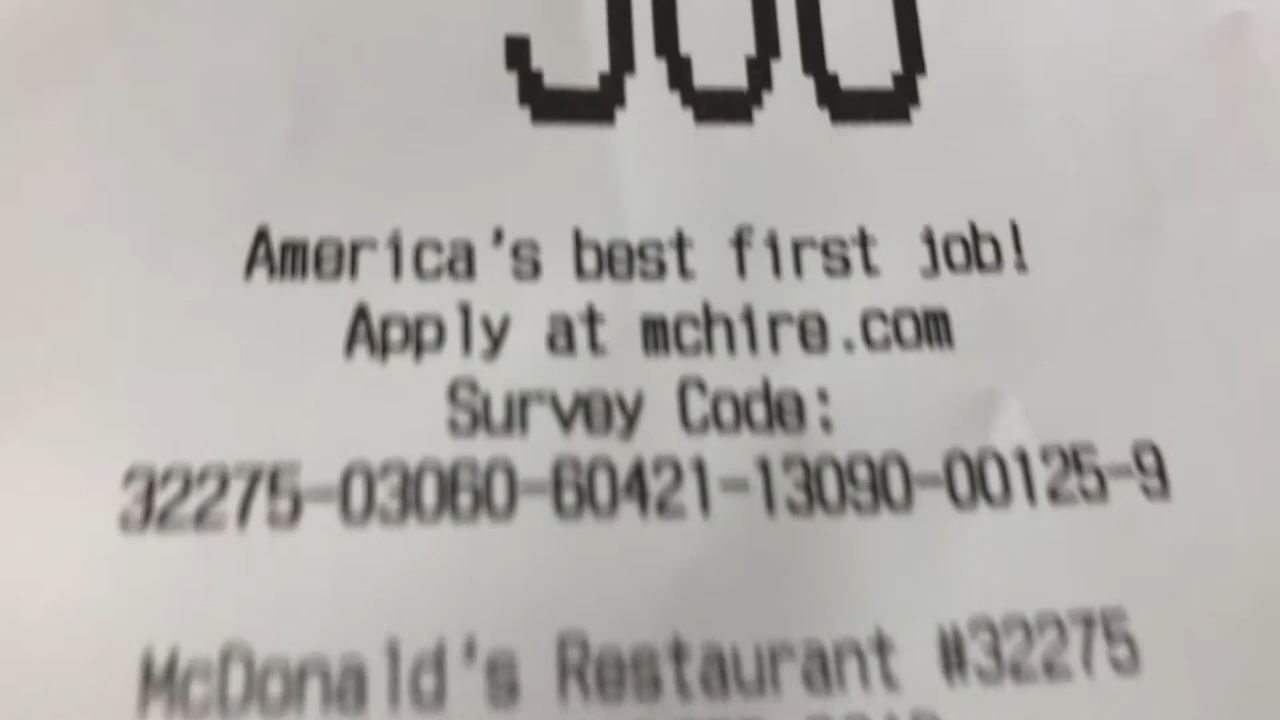 America's best first job!
Apply at mchire.com
Survey Code:
32275-03060-60421-13090-00125-9
McDonald's Restaurant #32275